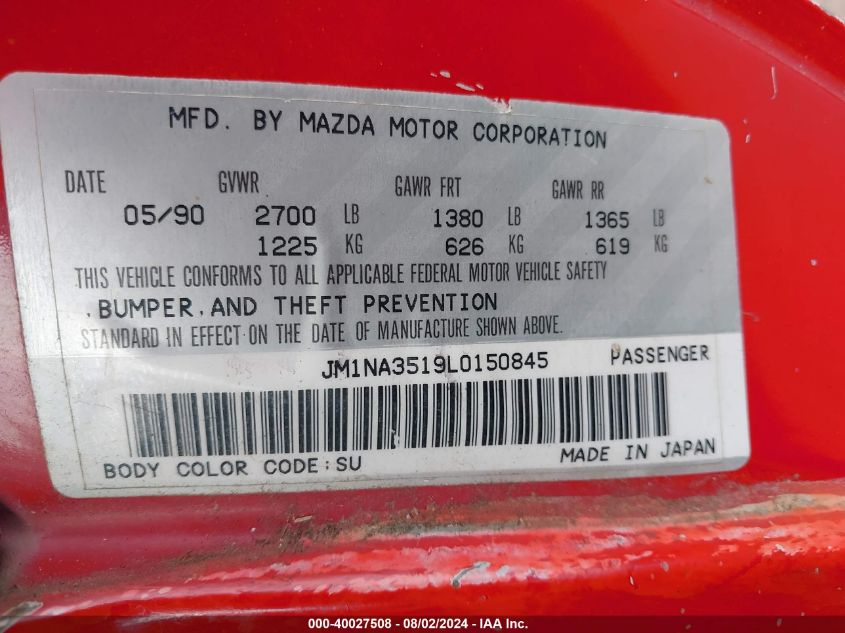 MFD. BY MAZDA MOTOR CORPORATION
DATE GVWR GAWR FRT GAWR RR
05/90 2700 LB 1380 LB 1365 LB
1225 KG 626 KG 619 KG
THIS VEHICLE CONFORMS TO ALL APPLICABLE FEDERAL MOTOR VEHICLE SAFETY
,BUMPER,AND THEFT PREVENTION
STANDARD IN EFFECT ON THE DATE OF MANUFACTURE SHOWN ABOVE.
JM1NA3519L0150845 PASSENGER
BODY COLOR CODE:SU MADE IN JAPAN
000-40027508 - 08/02/2024 - IAA Inc.